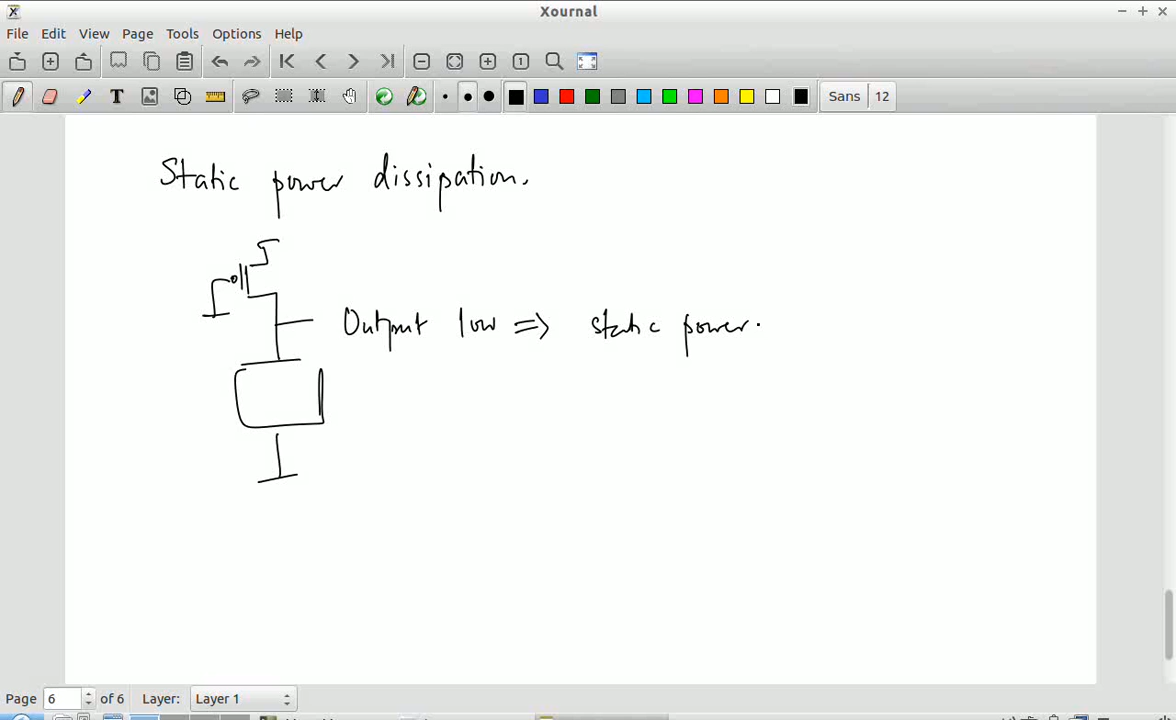 Xournal
File Edit View Page Tools Options Help
Sans 12
Static power dissipation.
Output low => static power.
Page 6 of 6 Layer: Layer 1